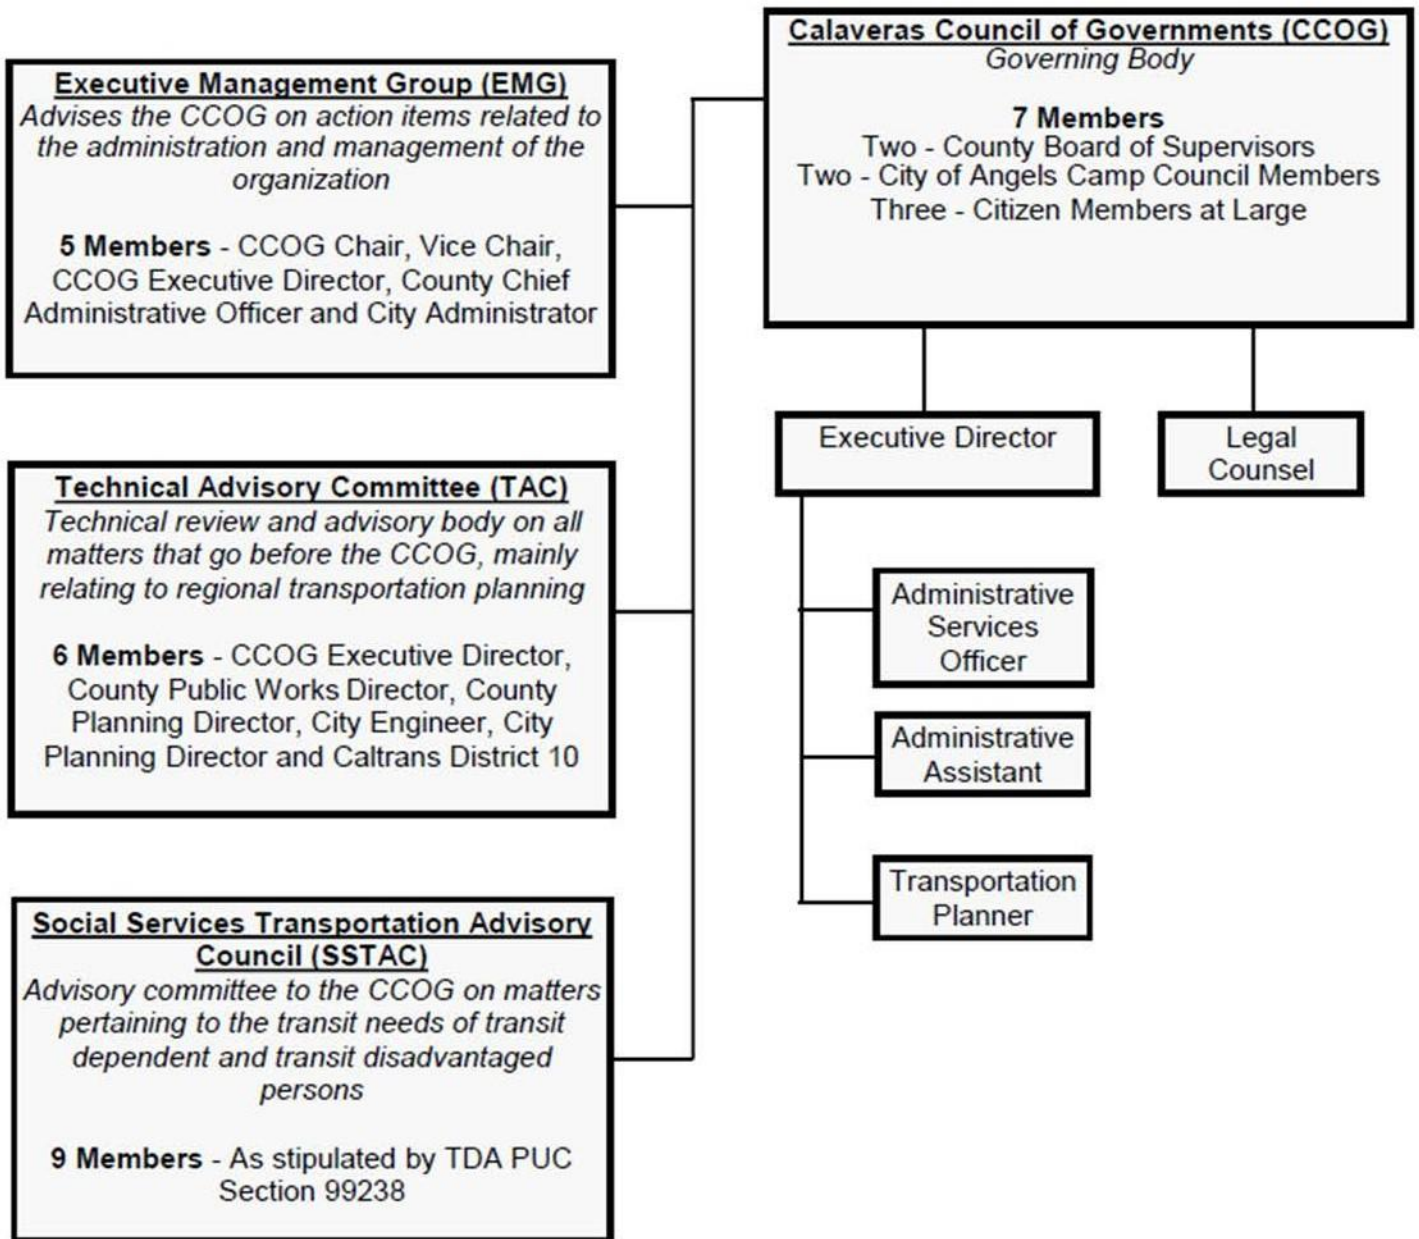 Calaveras Council of Governments (CCOG)
Governing Body
7 Members
Two - County Board of Supervisors
Two - City of Angels Camp Council Members
Three - Citizen Members at Large
Executive Management Group (EMG)
Advises the CCOG on action items related to
the administration and management of the
organization
5 Members - CCOG Chair, Vice Chair,
CCOG Executive Director, County Chief
Administrative Officer and City Administrator
Executive Director
Legal
Counsel
Technical Advisory Committee (TAC)
Technical review and advisory body on all
matters that go before the CCOG, mainly
relating to regional transportation planning
6 Members - CCOG Executive Director,
County Public Works Director, County
Planning Director, City Engineer, City
Planning Director and Caltrans District 10
Administrative
Services
Officer
Administrative
Assistant
Transportation
Planner
Social Services Transportation Advisory
Council (SSTAC)
Advisory committee to the CCOG on matters
pertaining to the transit needs of transit
dependent and transit disadvantaged
persons
9 Members - As stipulated by TDA PUC
Section 99238